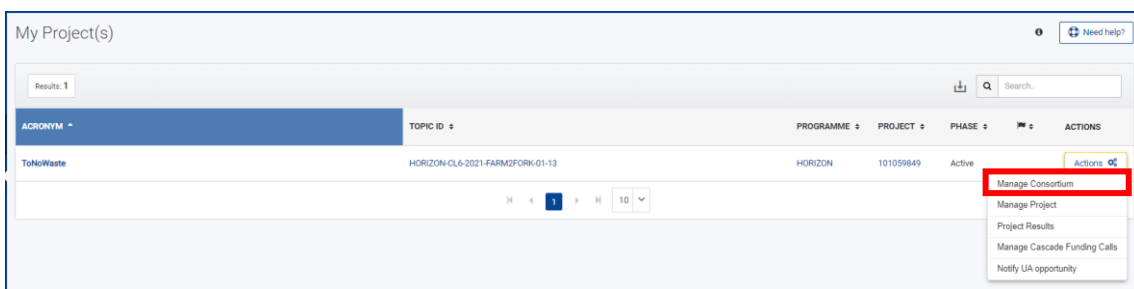 My Project(s)
Need help?
Results: 1
Search..
ACRONYM TOPIC ID PROGRAMME PROJECT PHASE ACTIONS
ToNoWaste HORIZON-CL6-2021-FARM2FORK-01-13 HORIZON 101059849 Active Actions
Manage Consortium
1 10
Manage Project
Project Results
Manage Cascade Funding Calls
Notify UA opportunity